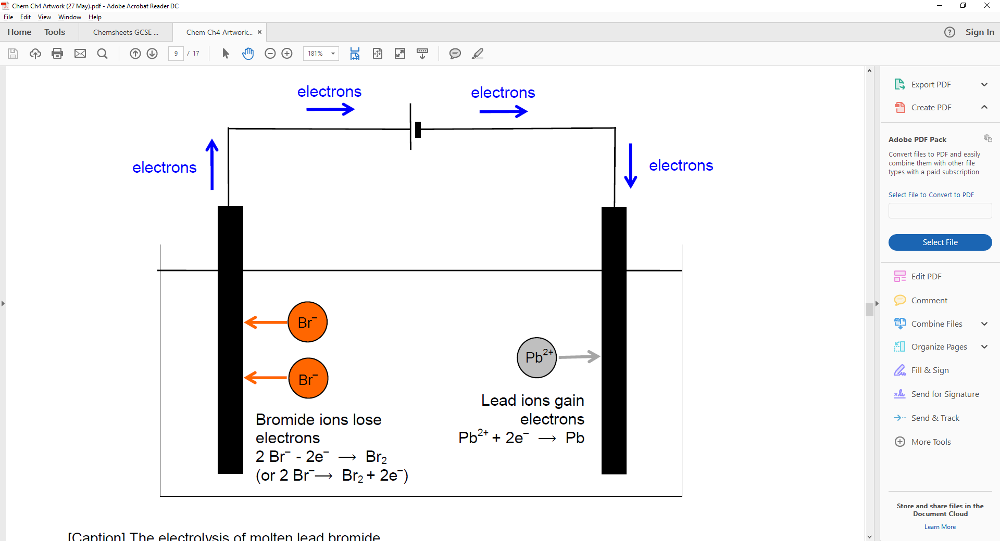 Chem Ch4 Artwork (27 May).pdf - Adobe Acrobat Reader DC
File Edit View Window Help
Home Tools Chemsheets GCSE ... Chem Ch4 Artwork... × ? Sign In
9 / 17 181%
electrons
electrons
electrons
electrons
Br⁻
Br⁻
Pb²⁺
Bromide ions lose
electrons
2 Br⁻ - 2e⁻ → Br₂
(or 2 Br⁻→ Br₂ + 2e⁻)
Lead ions gain
electrons
Pb²⁺ + 2e⁻ → Pb
[Caption] The electrolysis of molten lead bromide
Export PDF
Create PDF
Adobe PDF Pack
Convert files to PDF and easily
combine them with other file
types with a paid subscription
Select File to Convert to PDF
Select File
Edit PDF
Comment
Combine Files
Organize Pages
Fill & Sign
Send for Signature
Send & Track
More Tools
Store and share files in the
Document Cloud
Learn More